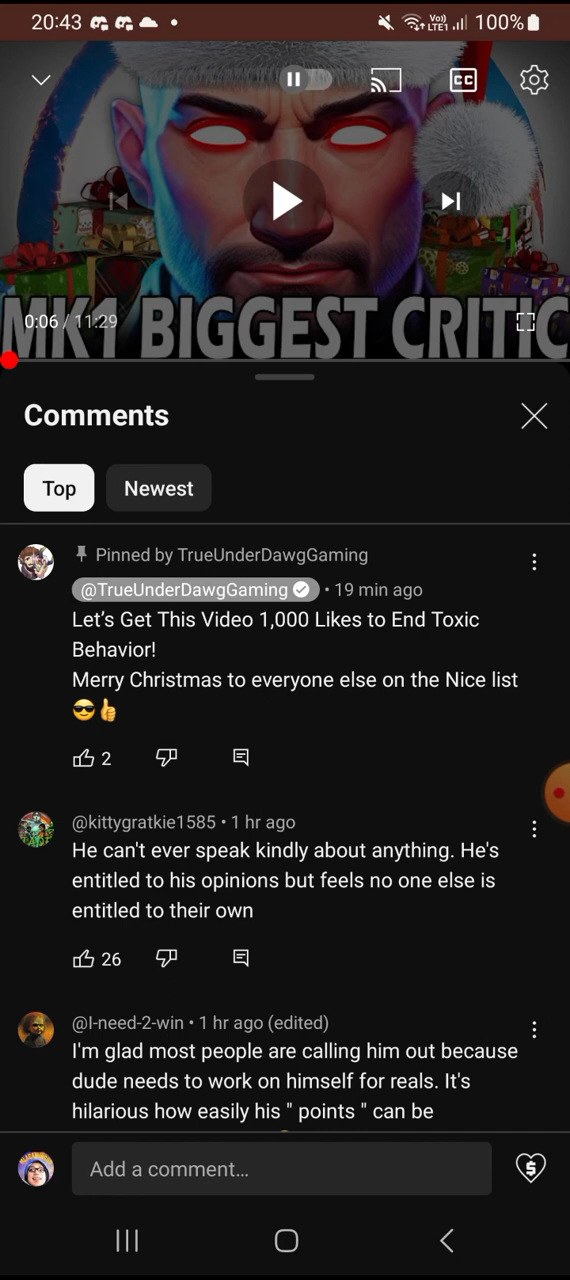 20:43
Vo)) LTE1
100%
CC
MK1 BIGGEST CRITIC
0:06 / 11:29
Comments
Top
Newest
Pinned by TrueUnderDawgGaming
@TrueUnderDawgGaming • 19 min ago
Let’s Get This Video 1,000 Likes to End Toxic
Behavior!
Merry Christmas to everyone else on the Nice list
😎👍
2
@kittygratkie1585 • 1 hr ago
He can't ever speak kindly about anything. He's
entitled to his opinions but feels no one else is
entitled to their own
26
@I-need-2-win • 1 hr ago (edited)
I'm glad most people are calling him out because
dude needs to work on himself for reals. It's
hilarious how easily his " points " can be
Add a comment...
$